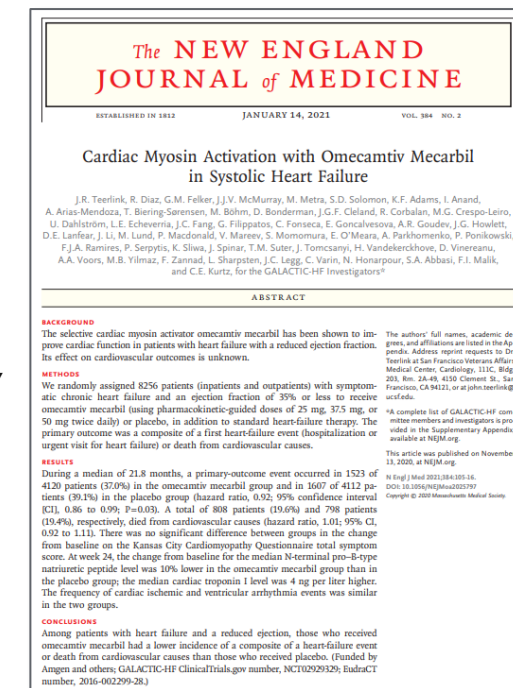 The NEW ENGLAND
JOURNAL of MEDICINE
ESTABLISHED IN 1812 JANUARY 14, 2021 VOL. 384 NO. 2
Cardiac Myosin Activation with Omecamtiv Mecarbil
in Systolic Heart Failure
J.R. Teerlink, R. Diaz, G.M. Felker, J.J.V. McMurray, M. Metra, S.D. Solomon, K.F. Adams, I. Anand,
A. Arias-Mendoza, T. Biering-Sørensen, M. Böhm, D. Bonderman, J.G.F. Cleland, R. Corbalan, M.G. Crespo-Leiro,
U. Dahlström, L.E. Echeverria, J.C. Fang, G. Filippatos, C. Fonseca, E. Goncalvesova, A.R. Goudev, J.G. Howlett,
D.E. Lanfear, J. Li, M. Lund, P. Macdonald, V. Mareev, S. Momomura, E. O'Meara, A. Parkhomenko, P. Ponikowski,
F.J.A. Ramires, P. Serpytis, K. Sliwa, J. Spinar, T.M. Suter, J. Tomcsanyi, H. Vandekerckhove, D. Vinereanu,
A.A. Voors, M.B. Yilmaz, F. Zannad, L. Sharpsten, J.C. Legg, C. Varin, N. Honarpour, S.A. Abbasi, F.I. Malik,
and C.E. Kurtz, for the GALACTIC-HF Investigators*
ABSTRACT
BACKGROUND
The selective cardiac myosin activator omecamtiv mecarbil has been shown to im-
prove cardiac function in patients with heart failure with a reduced ejection fraction.
Its effect on cardiovascular outcomes is unknown.
METHODS
We randomly assigned 8256 patients (inpatients and outpatients) with symptom-
atic chronic heart failure and an ejection fraction of 35% or less to receive
omecamtiv mecarbil (using pharmacokinetic-guided doses of 25 mg, 37.5 mg, or
50 mg twice daily) or placebo, in addition to standard heart-failure therapy. The
primary outcome was a composite of a first heart-failure event (hospitalization or
urgent visit for heart failure) or death from cardiovascular causes.
RESULTS
During a median of 21.8 months, a primary-outcome event occurred in 1523 of
4120 patients (37.0%) in the omecamtiv mecarbil group and in 1607 of 4112 pa-
tients (39.1%) in the placebo group (hazard ratio, 0.92; 95% confidence interval
[CI], 0.86 to 0.99; P=0.03). A total of 808 patients (19.6%) and 798 patients
(19.4%), respectively, died from cardiovascular causes (hazard ratio, 1.01; 95% CI,
0.92 to 1.11). There was no significant difference between groups in the change
from baseline on the Kansas City Cardiomyopathy Questionnaire total symptom
score. At week 24, the change from baseline for the median N-terminal pro–B-type
natriuretic peptide level was 10% lower in the omecamtiv mecarbil group than in
the placebo group; the median cardiac troponin I level was 4 ng per liter higher.
The frequency of cardiac ischemic and ventricular arrhythmia events was similar
in the two groups.
CONCLUSIONS
Among patients with heart failure and a reduced ejection, those who received
omecamtiv mecarbil had a lower incidence of a composite of a heart-failure event
or death from cardiovascular causes than those who received placebo. (Funded by
Amgen and others; GALACTIC-HF ClinicalTrials.gov number, NCT02929329; EudraCT
number, 2016-002299-28.)
The authors' full names, academic de
grees, and affiliations are listed in the Ap
pendix. Address reprint requests to Dr
Teerlink at San Francisco Veterans Affairs
Medical Center, Cardiology, 111C, Bldg
203, Rm. 2A-49, 4150 Clement St., San
Francisco, CA 94121, or at john.teerlink@
ucsf.edu.
*A complete list of GALACTIC-HF com
mittee members and investigators is pro
vided in the Supplementary Appendix
available at NEJM.org.
This article was published on November
13, 2020, at NEJM.org.
N Engl J Med 2021;384:105-16.
DOI: 10.1056/NEJMoa2025797
Copyright © 2020 Massachusetts Medical Society.